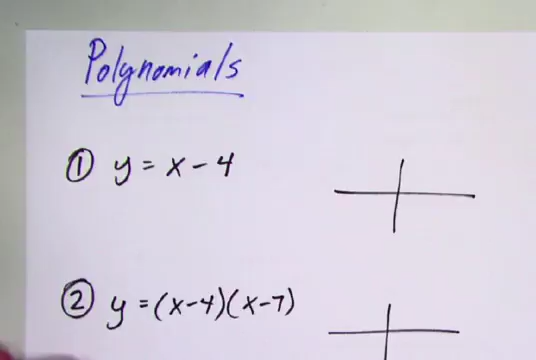 Polynomials
① y = x - 4
② y = (x-4)(x-7)